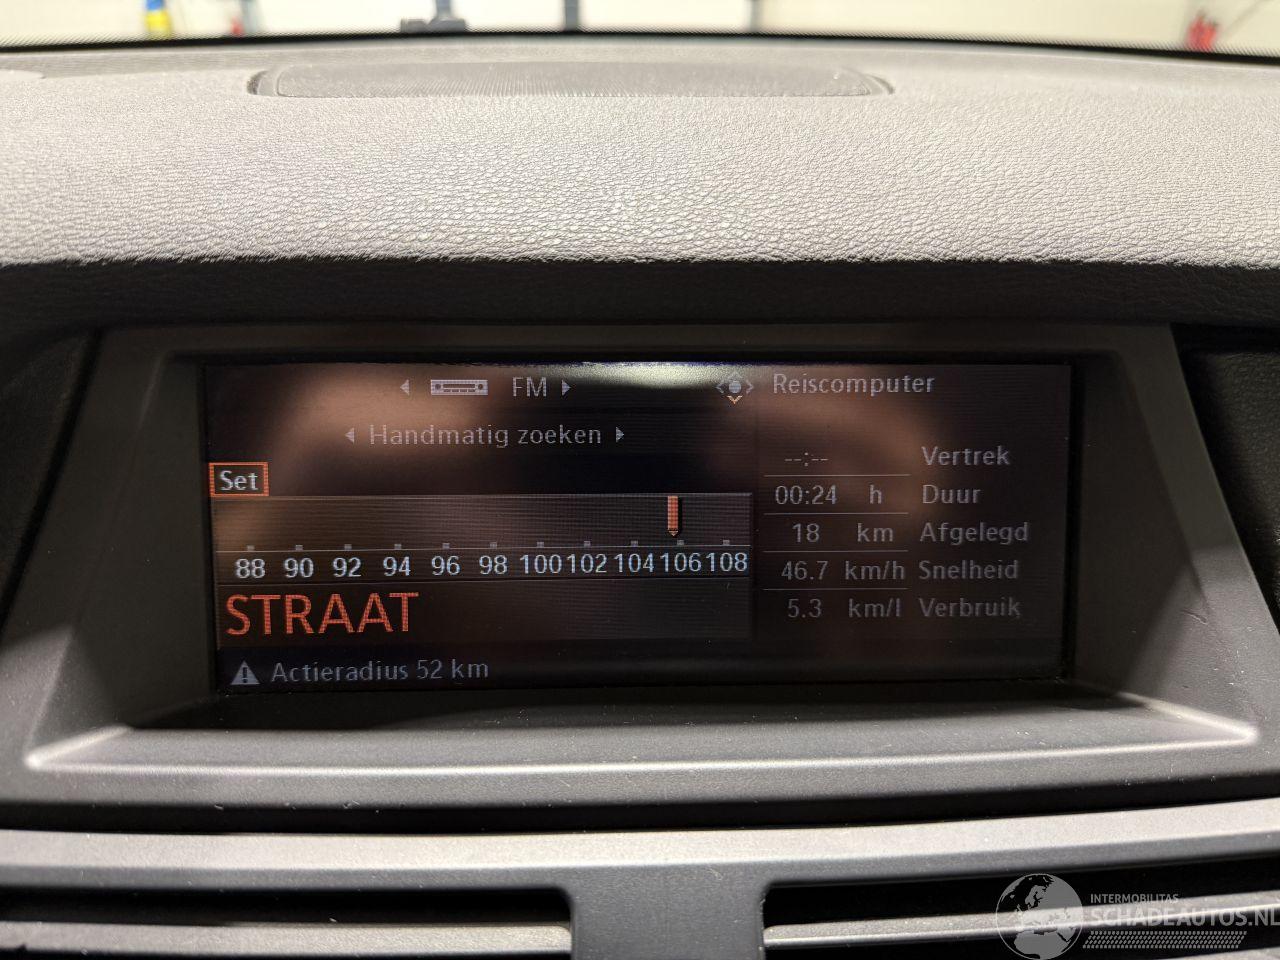 FM
Reiscomputer
Handmatig zoeken
Set
88 90 92 94 96 98 100 102 104 106 108
STRAAT
Actieradius 52 km
--:-- Vertrek
00:24 h Duur
18 km Afgelegd
46.7 km/h Snelheid
5.3 km/l Verbruik
INTERMOBILITAS
SCHADEAUTOS.NL